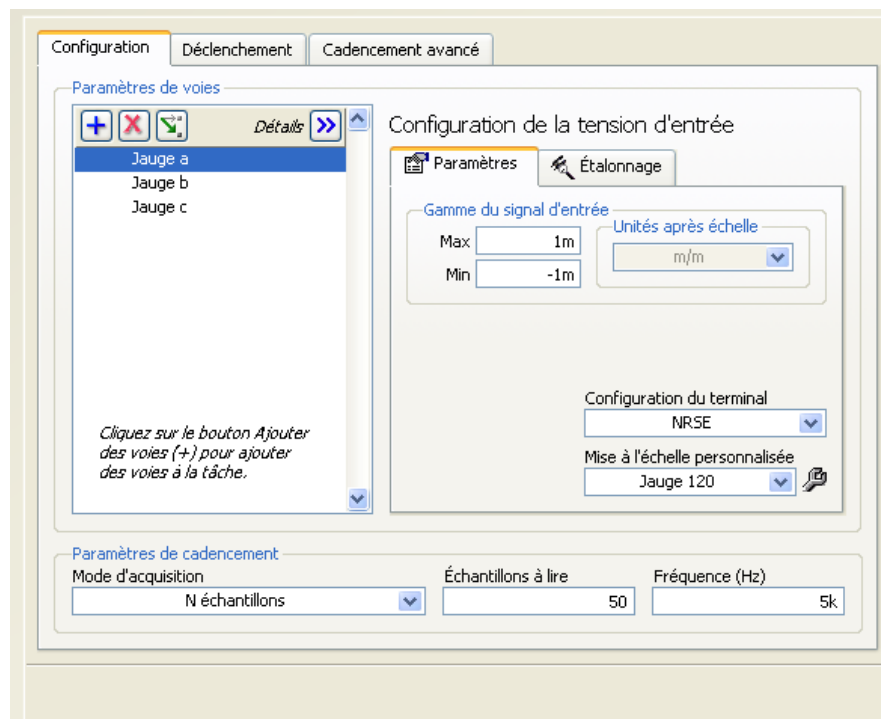 Configuration Déclenchement Cadencement avancé
Paramètres de voies
Détails
Jauge a
Jauge b
Jauge c
Cliquez sur le bouton Ajouter
des voies (+) pour ajouter
des voies à la tâche.
Configuration de la tension d'entrée
Paramètres Étalonnage
Gamme du signal d'entrée
Max 1m
Min -1m
Unités après échelle
m/m
Configuration du terminal
NRSE
Mise à l'échelle personnalisée
Jauge 120
Paramètres de cadencement
Mode d'acquisition Échantillons à lire Fréquence (Hz)
N échantillons 50 5k